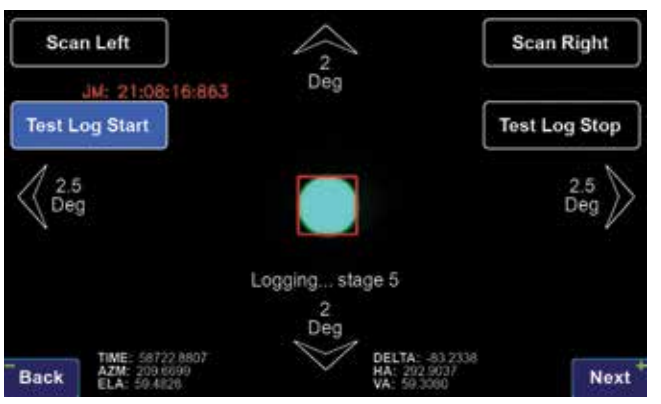 Scan Left
Scan Right
2
Deg
JM: 21:08:16:863
Test Log Start
Test Log Stop
2.5
Deg
2.5
Deg
Logging... stage 5
2
Deg
Back
TIME: 58722.8807
AZM: 209.6699
ELA: 59.4826
DELTA: -83.2338
HA: 292.9037
VA: 59.3080
Next